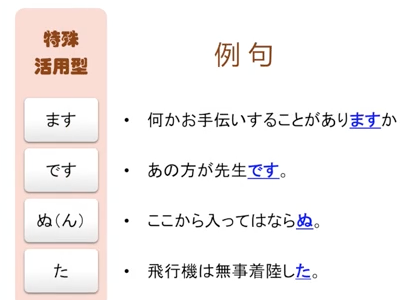 特殊
活用型
例句
ます
• 何かお手伝いすることがありますか
です
• あの方が先生です。
ぬ(ん)
• ここから入ってはならぬ。
た
• 飛行機は無事着陸した。